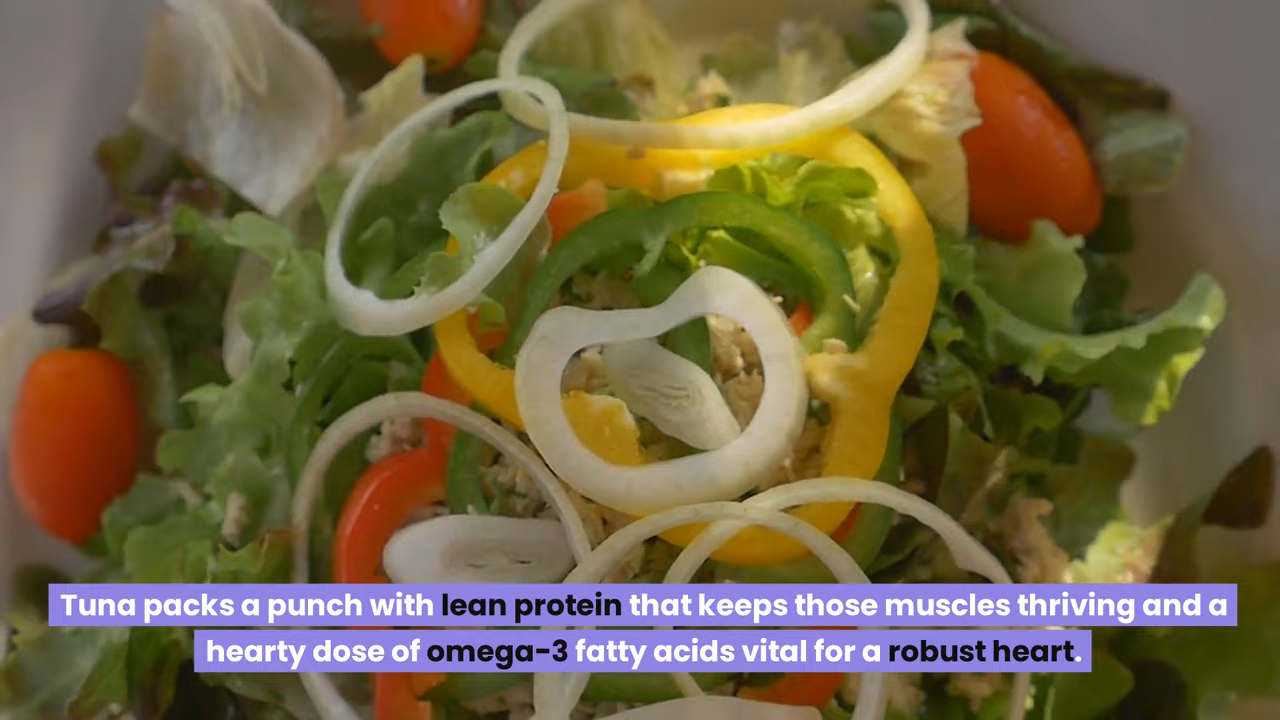 Tuna packs a punch with lean protein that keeps those muscles thriving and a
hearty dose of omega-3 fatty acids vital for a robust heart.